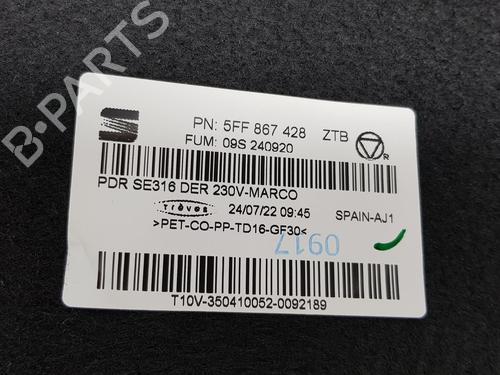 B-PARTS
PN: 5FF 867 428 ZTB
R
FUM: 09S 240920
PDR SE316 DER 230V-MARCO
Trèves 24/07/22 09:45 SPAIN-AJ1
>PET-CO-PP-TD16-GF30<
0917
T10V-350410052-0092189